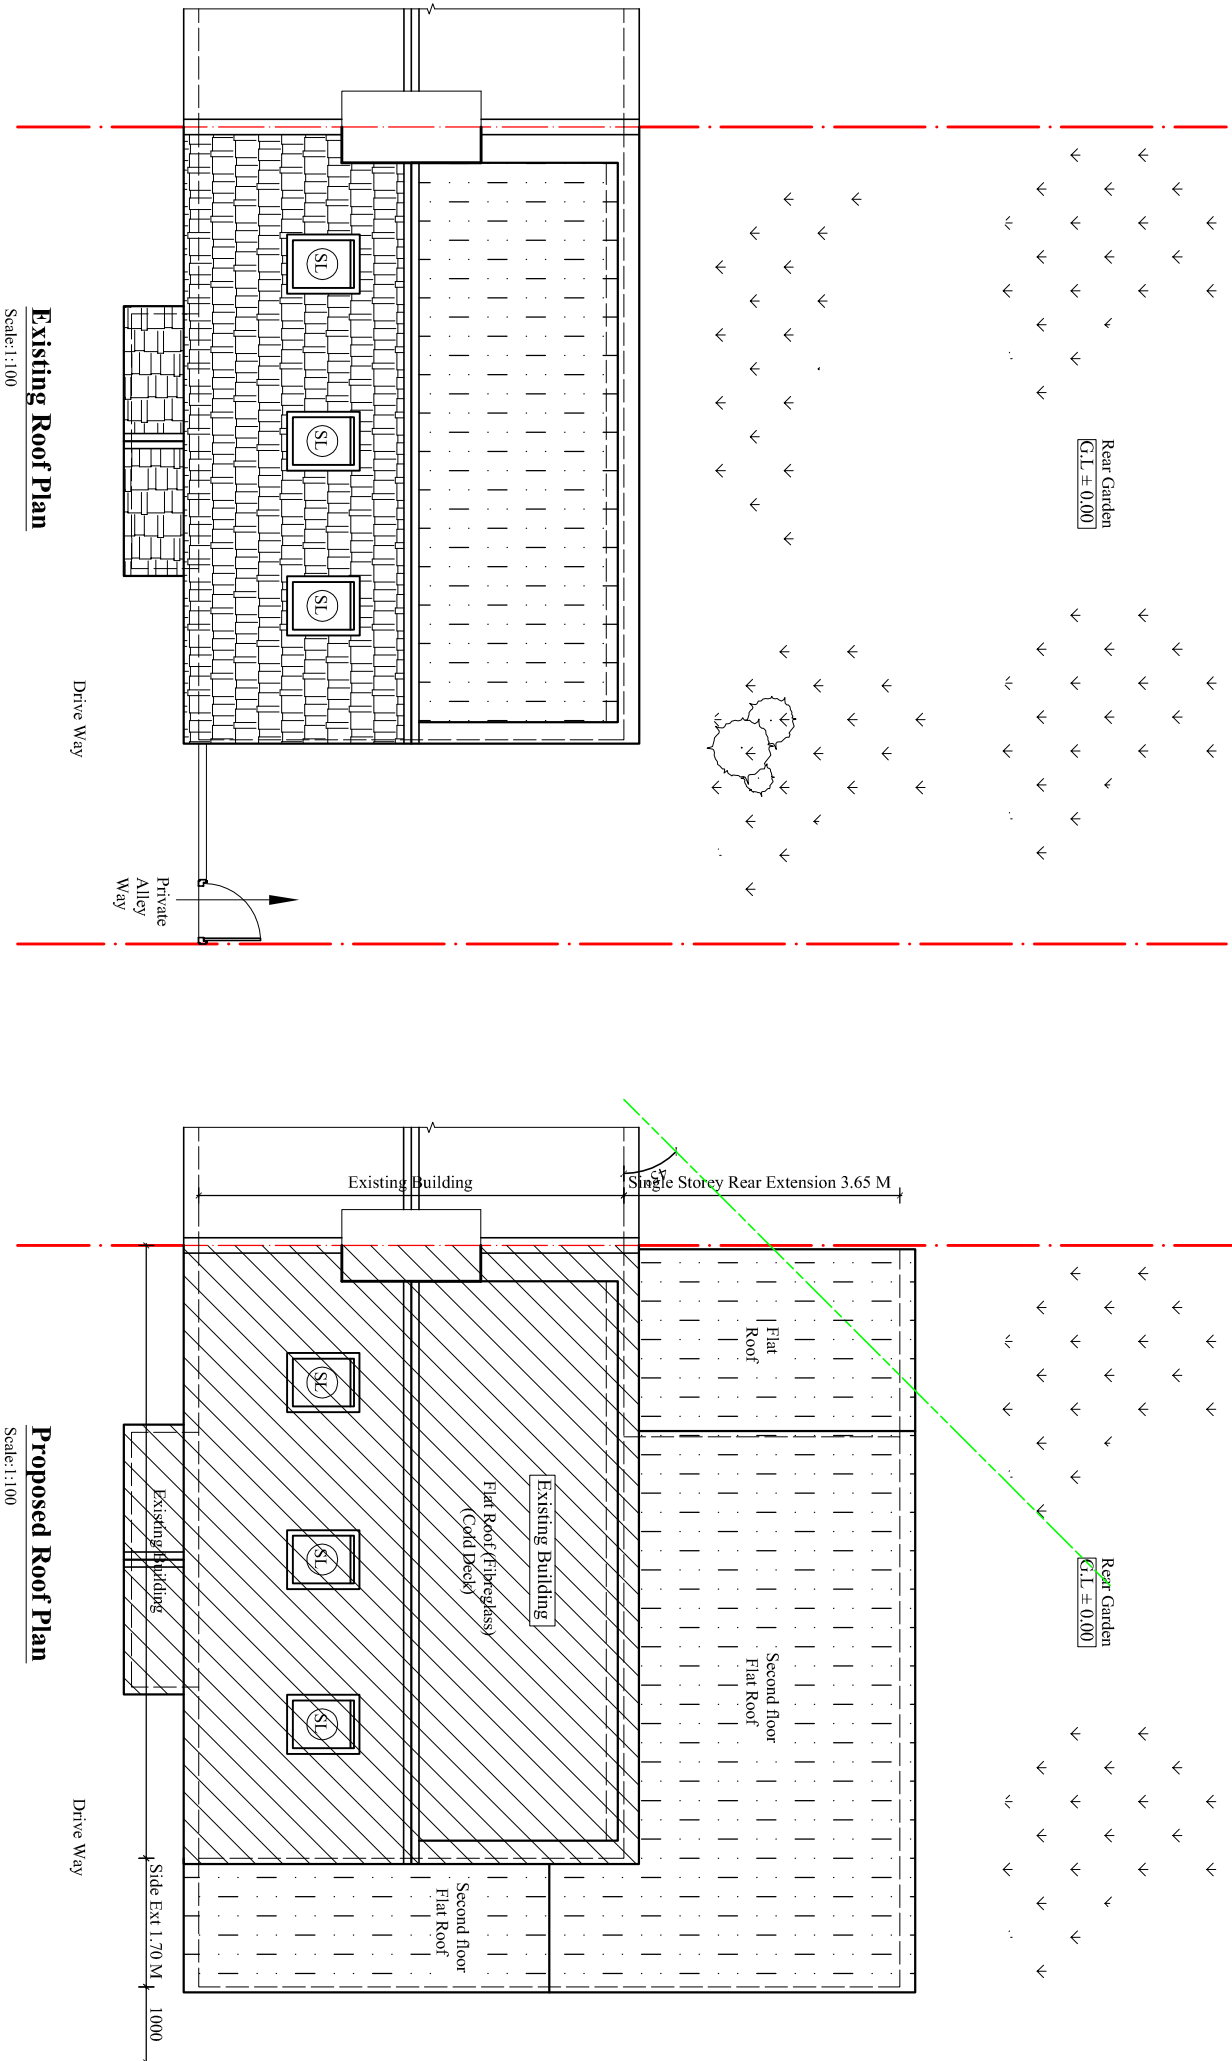 Rear Garden
G.L ± 0.00
SL
SL
SL
Existing Roof Plan
Scale:1:100
Drive Way
Private
Alley
Way
Existing Building
Single Storey Rear Extension 3.65 M
Flat
Roof
Rear Garden
G.L ± 0.00
SL
SL
SL
Existing Building
Flat Roof (Fibreglass)
(Cold Deck)
Existing Building
Second floor
Flat Roof
Second floor
Flat Roof
Proposed Roof Plan
Scale:1:100
Drive Way
Side Ext 1.70 M
1000